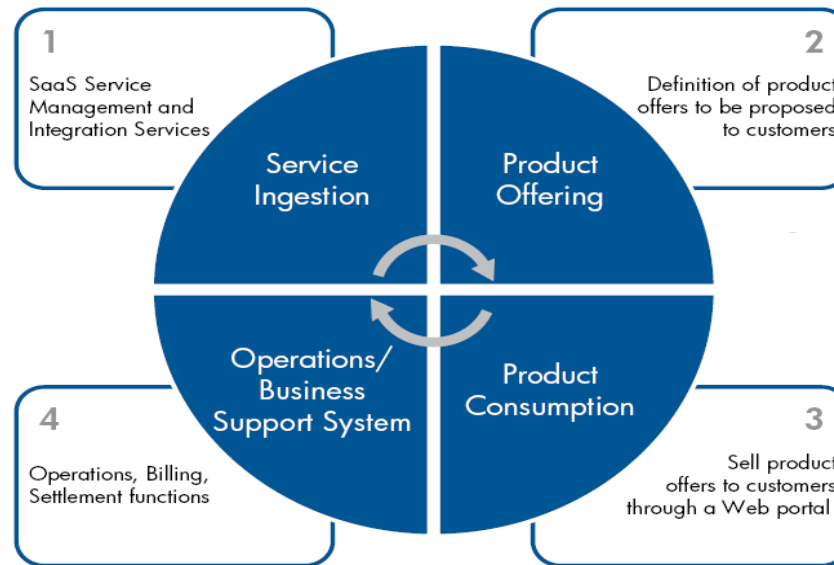 1
SaaS Service
Management and
Integration Services
Service
Ingestion
2
Definition of product
offers to be proposed
to customers
Product
Offering
Operations/
Business
Support System
4
Operations, Billing,
Settlement functions
Product
Consumption
3
Sell product
offers to customers
through a Web portal